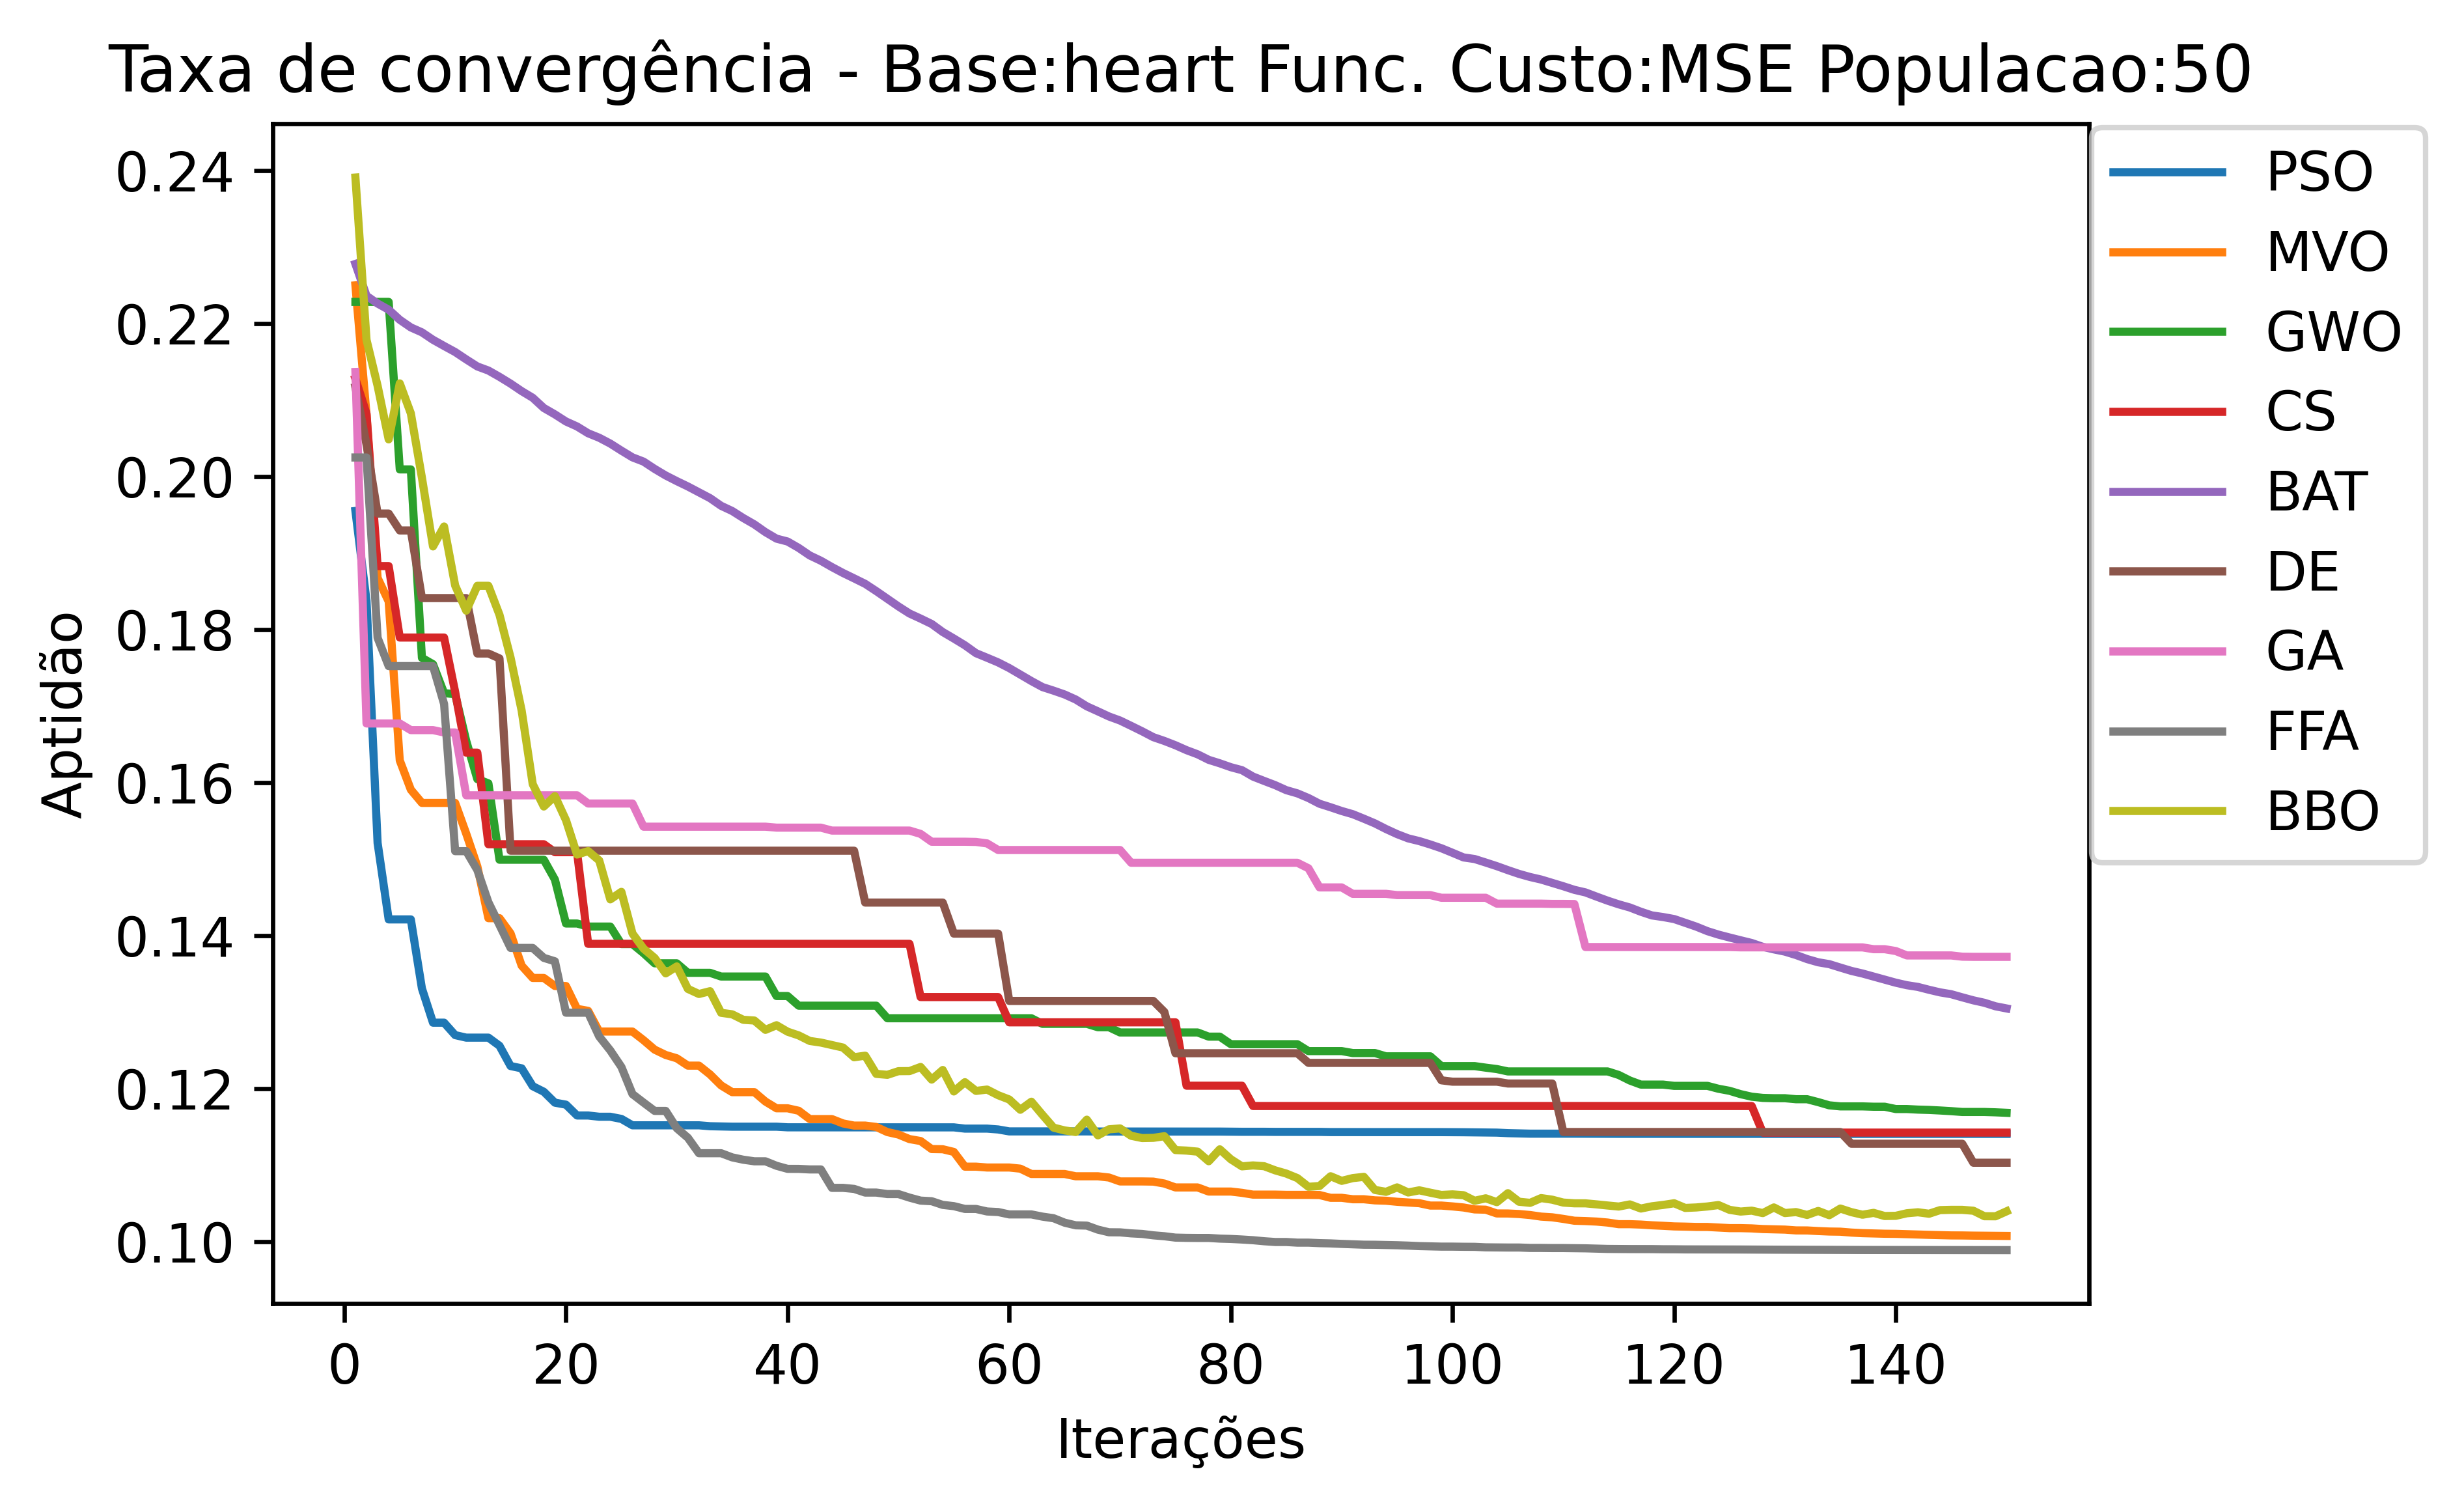 Taxa de convergência - Base:heart Func. Custo:MSE Populacao:50
0.24
0.22
0.20
0.18
0.16
0.14
0.12
0.10
Aptidão
0 20 40 60 80 100 120 140
Iterações
PSO
MVO
GWO
CS
BAT
DE
GA
FFA
BBO